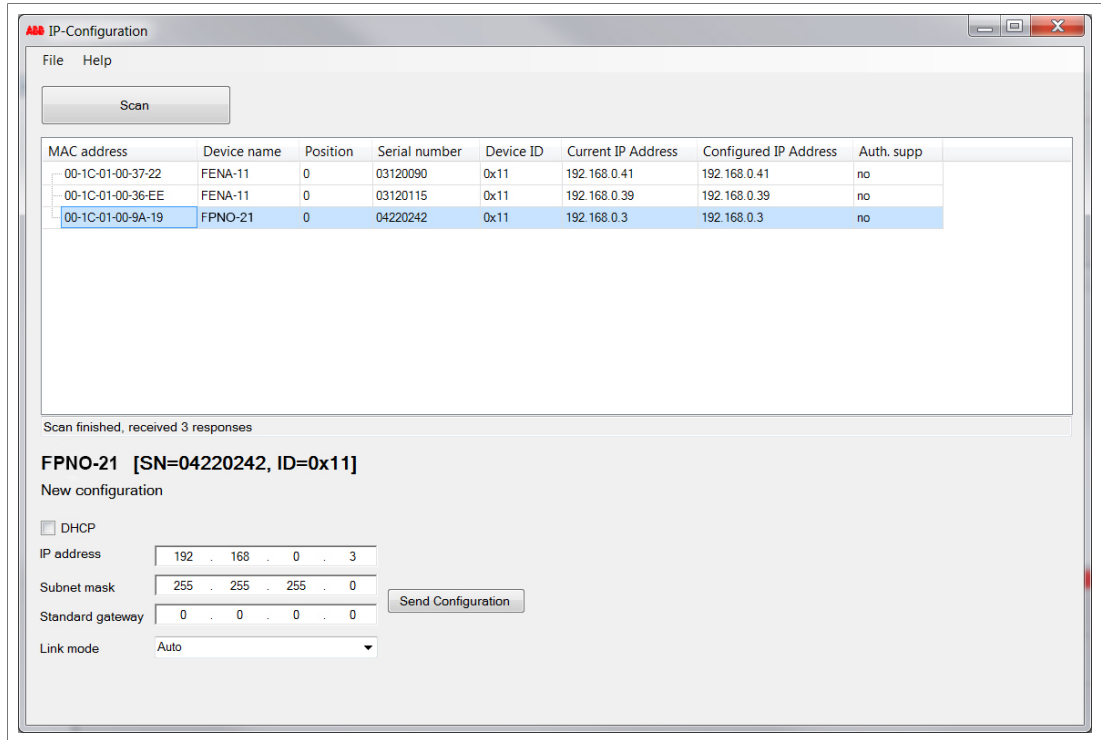 ABB IP-Configuration
File Help
Scan
MAC address Device name Position Serial number Device ID Current IP Address Configured IP Address Auth. supp
00-1C-01-00-37-22 FENA-11 0 03120090 0x11 192.168.0.41 192.168.0.41 no
00-1C-01-00-36-EE FENA-11 0 03120115 0x11 192.168.0.39 192.168.0.39 no
00-1C-01-00-9A-19 FPNO-21 0 04220242 0x11 192.168.0.3 192.168.0.3 no
Scan finished, received 3 responses
FPNO-21 [SN=04220242, ID=0x11]
New configuration
DHCP
IP address 192 . 168 . 0 . 3
Subnet mask 255 . 255 . 255 . 0
Send Configuration
Standard gateway 0 . 0 . 0 . 0
Link mode Auto